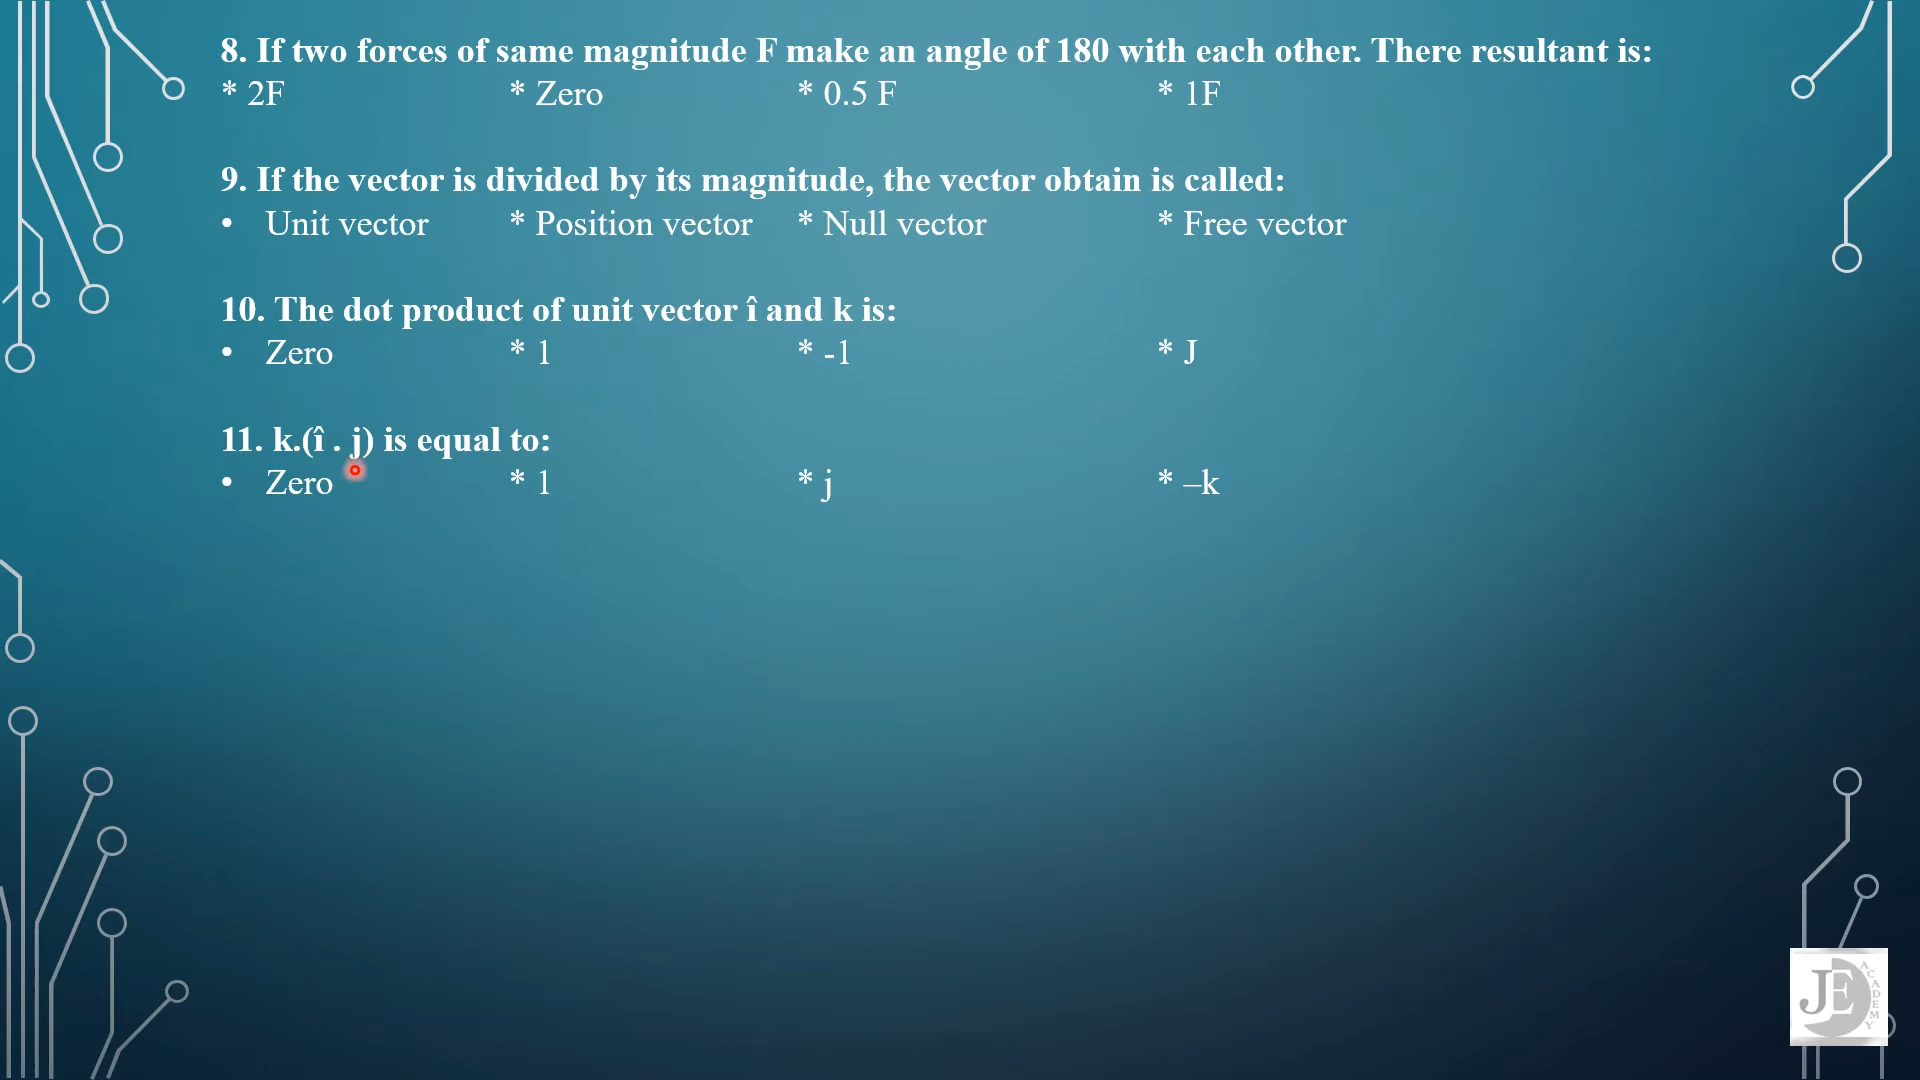 8. If two forces of same magnitude F make an angle of 180 with each other. There resultant is:
* 2F * Zero * 0.5 F * 1F
9. If the vector is divided by its magnitude, the vector obtain is called:
• Unit vector * Position vector * Null vector * Free vector
10. The dot product of unit vector î and k is:
• Zero * 1 * -1 * J
11. k.(î . j) is equal to:
• Zero * 1 * j * –k
JE
ACADEMY